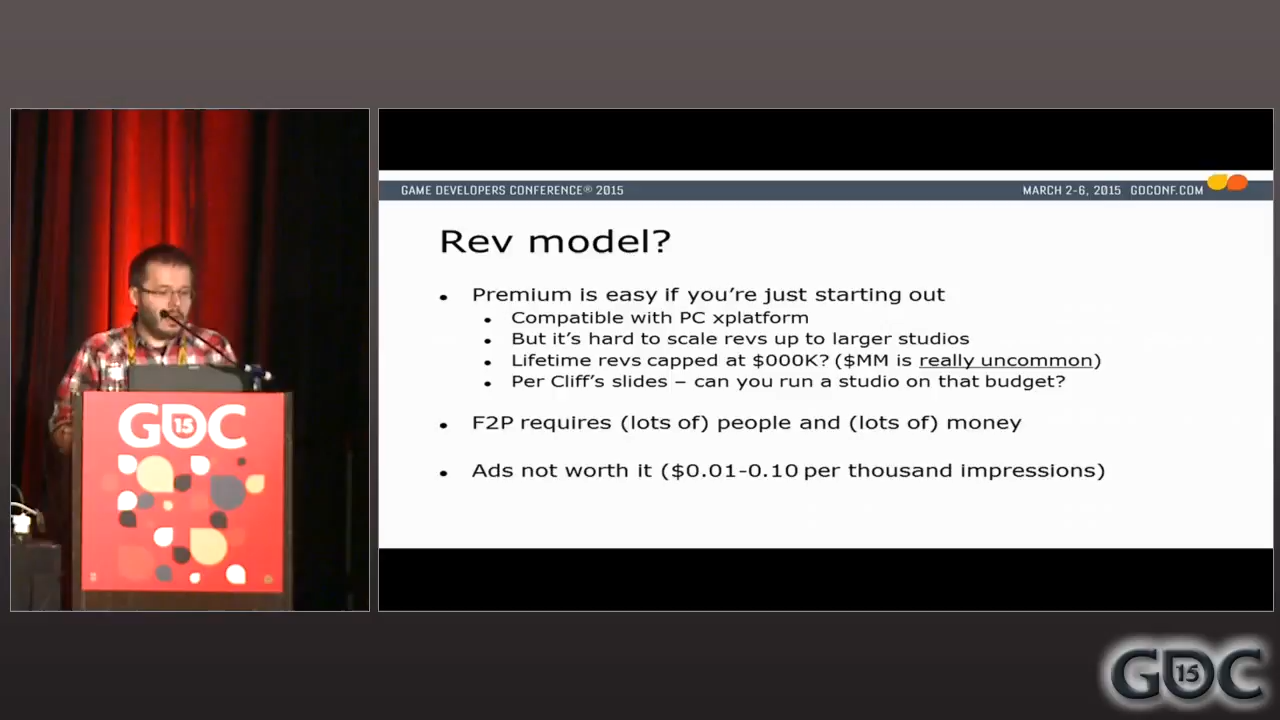 GAME DEVELOPERS CONFERENCE® 2015
MARCH 2-6, 2015 GDCONF.COM
Rev model?
• Premium is easy if you're just starting out
• Compatible with PC xplatform
• But it's hard to scale revs up to larger studios
• Lifetime revs capped at $000K? ($MM is really uncommon)
• Per Cliff's slides – can you run a studio on that budget?
• F2P requires (lots of) people and (lots of) money
• Ads not worth it ($0.01-0.10 per thousand impressions)
GDC 15
GDC 15